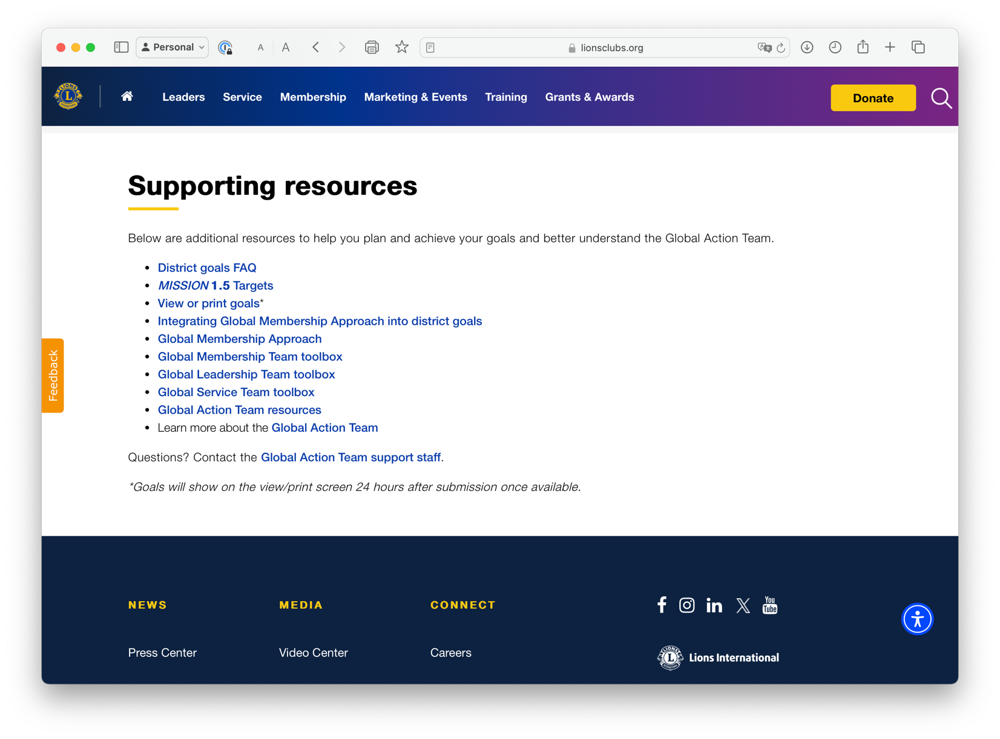 Personal
A A
lionsclubs.org
LIONS
L
INTERNATIONAL
Leaders Service Membership Marketing & Events Training Grants & Awards
Donate
Supporting resources
Below are additional resources to help you plan and achieve your goals and better understand the Global Action Team.
• District goals FAQ
• MISSION 1.5 Targets
• View or print goals*
• Integrating Global Membership Approach into district goals
• Global Membership Approach
• Global Membership Team toolbox
• Global Leadership Team toolbox
• Global Service Team toolbox
• Global Action Team resources
• Learn more about the Global Action Team
Feedback
Questions? Contact the Global Action Team support staff.
*Goals will show on the view/print screen 24 hours after submission once available.
NEWS MEDIA CONNECT
You
Tube
Press Center Video Center Careers
LIONS
L
INTERNATIONAL
Lions International